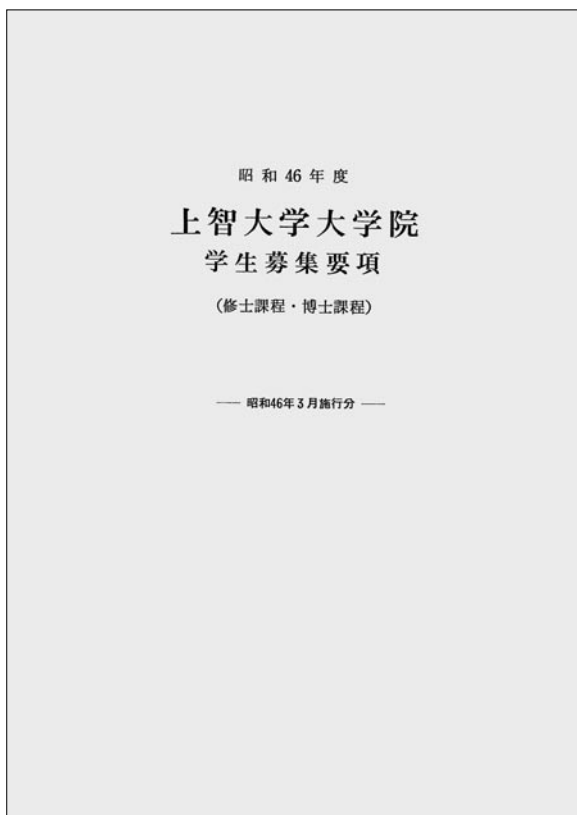 昭和46年度
上智大学大学院
学生募集要項
(修士課程・博士課程)
—— 昭和46年3月施行分 ——